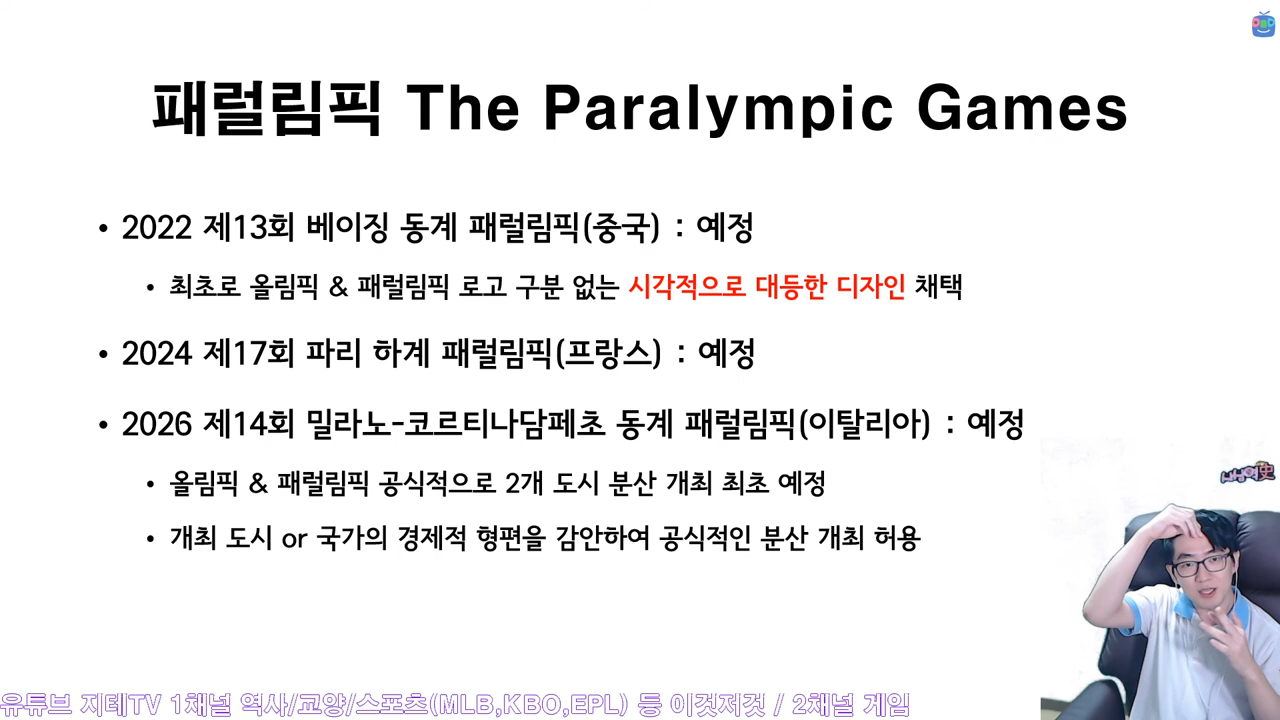 패럴림픽 The Paralympic Games
• 2022 제13회 베이징 동계 패럴림픽(중국) : 예정
• 최초로 올림픽 & 패럴림픽 로고 구분 없는 시각적으로 대등한 디자인 채택
• 2024 제17회 파리 하계 패럴림픽(프랑스) : 예정
• 2026 제14회 밀라노-코르티나담페초 동계 패럴림픽(이탈리아) : 예정
• 올림픽 & 패럴림픽 공식적으로 2개 도시 분산 개최 최초 예정
• 개최 도시 or 국가의 경제적 형편을 감안하여 공식적인 분산 개최 허용
유튜브 지테TV 1채널 역사/교양/스포츠(MLB,KBO,EPL) 등 이것저것 / 2채널 게임